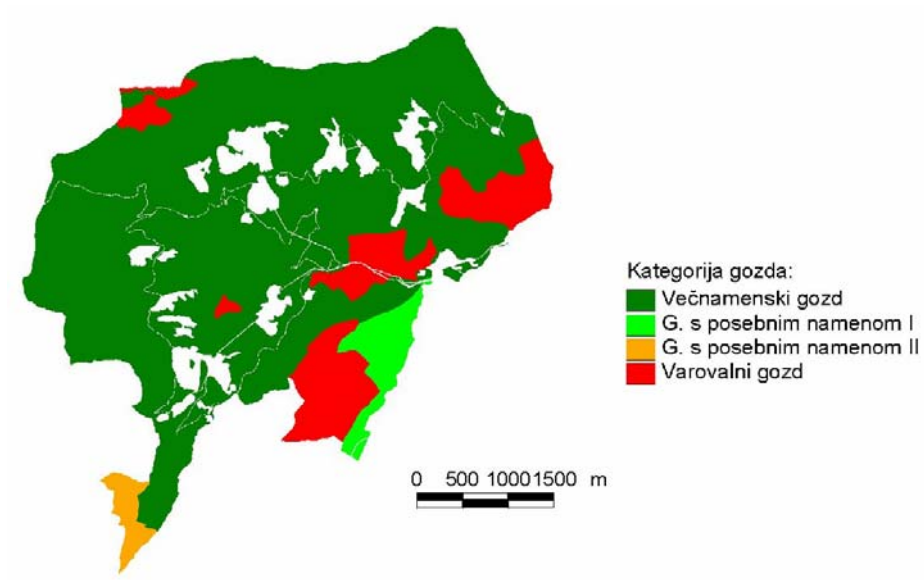 Kategorija gozda:
Večnamenski gozd
G. s posebnim namenom I
G. s posebnim namenom II
Varovalni gozd
0 500 10001500 m